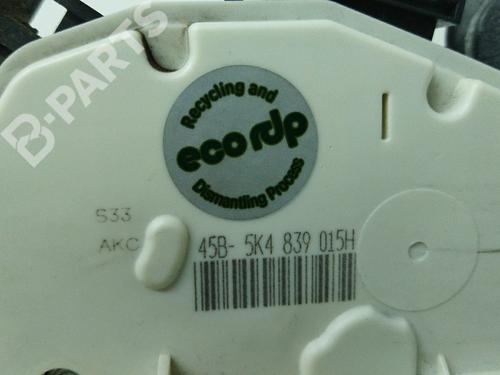 B-PARTS
Recycling and
eco rdp
Dismantling Process
S33
AKC
45B- 5K4 839 015H